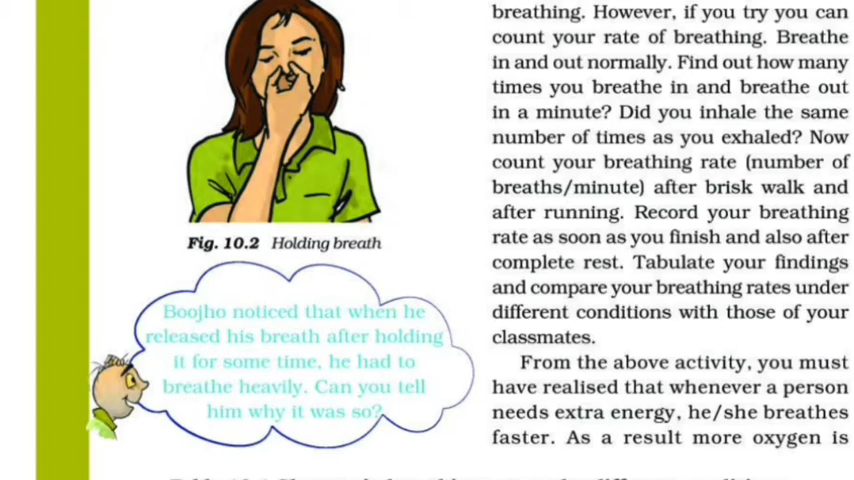 Fig. 10.2 Holding breath
Boojho noticed that when he
released his breath after holding
it for some time, he had to
breathe heavily. Can you tell
him why it was so?
breathing. However, if you try you can
count your rate of breathing. Breathe
in and out normally. Find out how many
times you breathe in and breathe out
in a minute? Did you inhale the same
number of times as you exhaled? Now
count your breathing rate (number of
breaths/minute) after brisk walk and
after running. Record your breathing
rate as soon as you finish and also after
complete rest. Tabulate your findings
and compare your breathing rates under
different conditions with those of your
classmates.
From the above activity, you must
have realised that whenever a person
needs extra energy, he/she breathes
faster. As a result more oxygen is